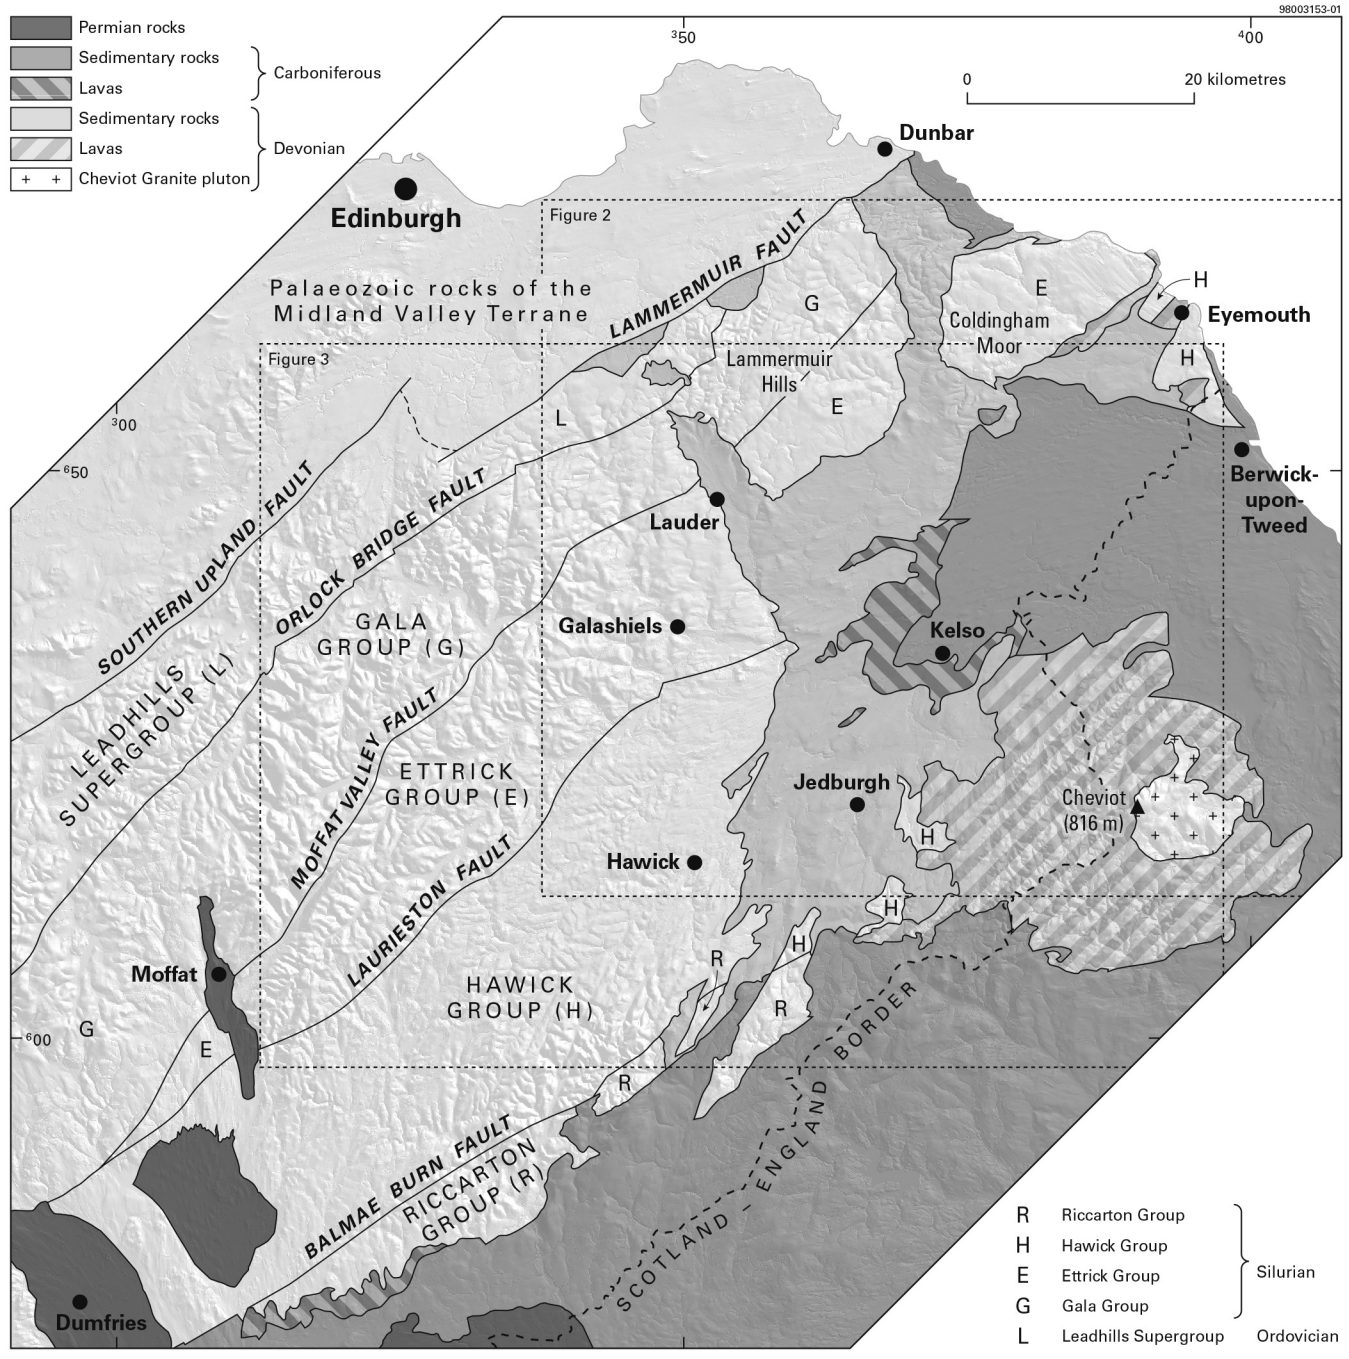 98003153-01
Permian rocks
Sedimentary rocks
Lavas
Carboniferous
Sedimentary rocks
Lavas
Devonian
Cheviot Granite pluton
350
400
0 20 kilometres
Dunbar
Edinburgh
Figure 2
Palaeozoic rocks of the
Midland Valley Terrane
LAMMERMUIR FAULT
G
E
H
Eyemouth
Coldingham
Moor
H
Figure 3
Lammermuir
Hills
E
L
300
650
Berwick-
upon-
Tweed
SOUTHERN UPLAND FAULT
ORLOCK BRIDGE FAULT
Lauder
GALA
GROUP (G)
Galashiels
Kelso
LEADHILLS
SUPERGROUP (L)
MOFFAT VALLEY FAULT
ETTRICK
GROUP (E)
Jedburgh
Cheviot
(816 m)
H
LAURIESTON FAULT
Hawick
H
H
R
Moffat
HAWICK
GROUP (H)
R
G
E
600
R
BALMAE BURN FAULT
RICCARTON
GROUP (R)
SCOTLAND – ENGLAND BORDER
Dumfries
R Riccarton Group
H Hawick Group
E Ettrick Group
G Gala Group
Silurian
L Leadhills Supergroup Ordovician